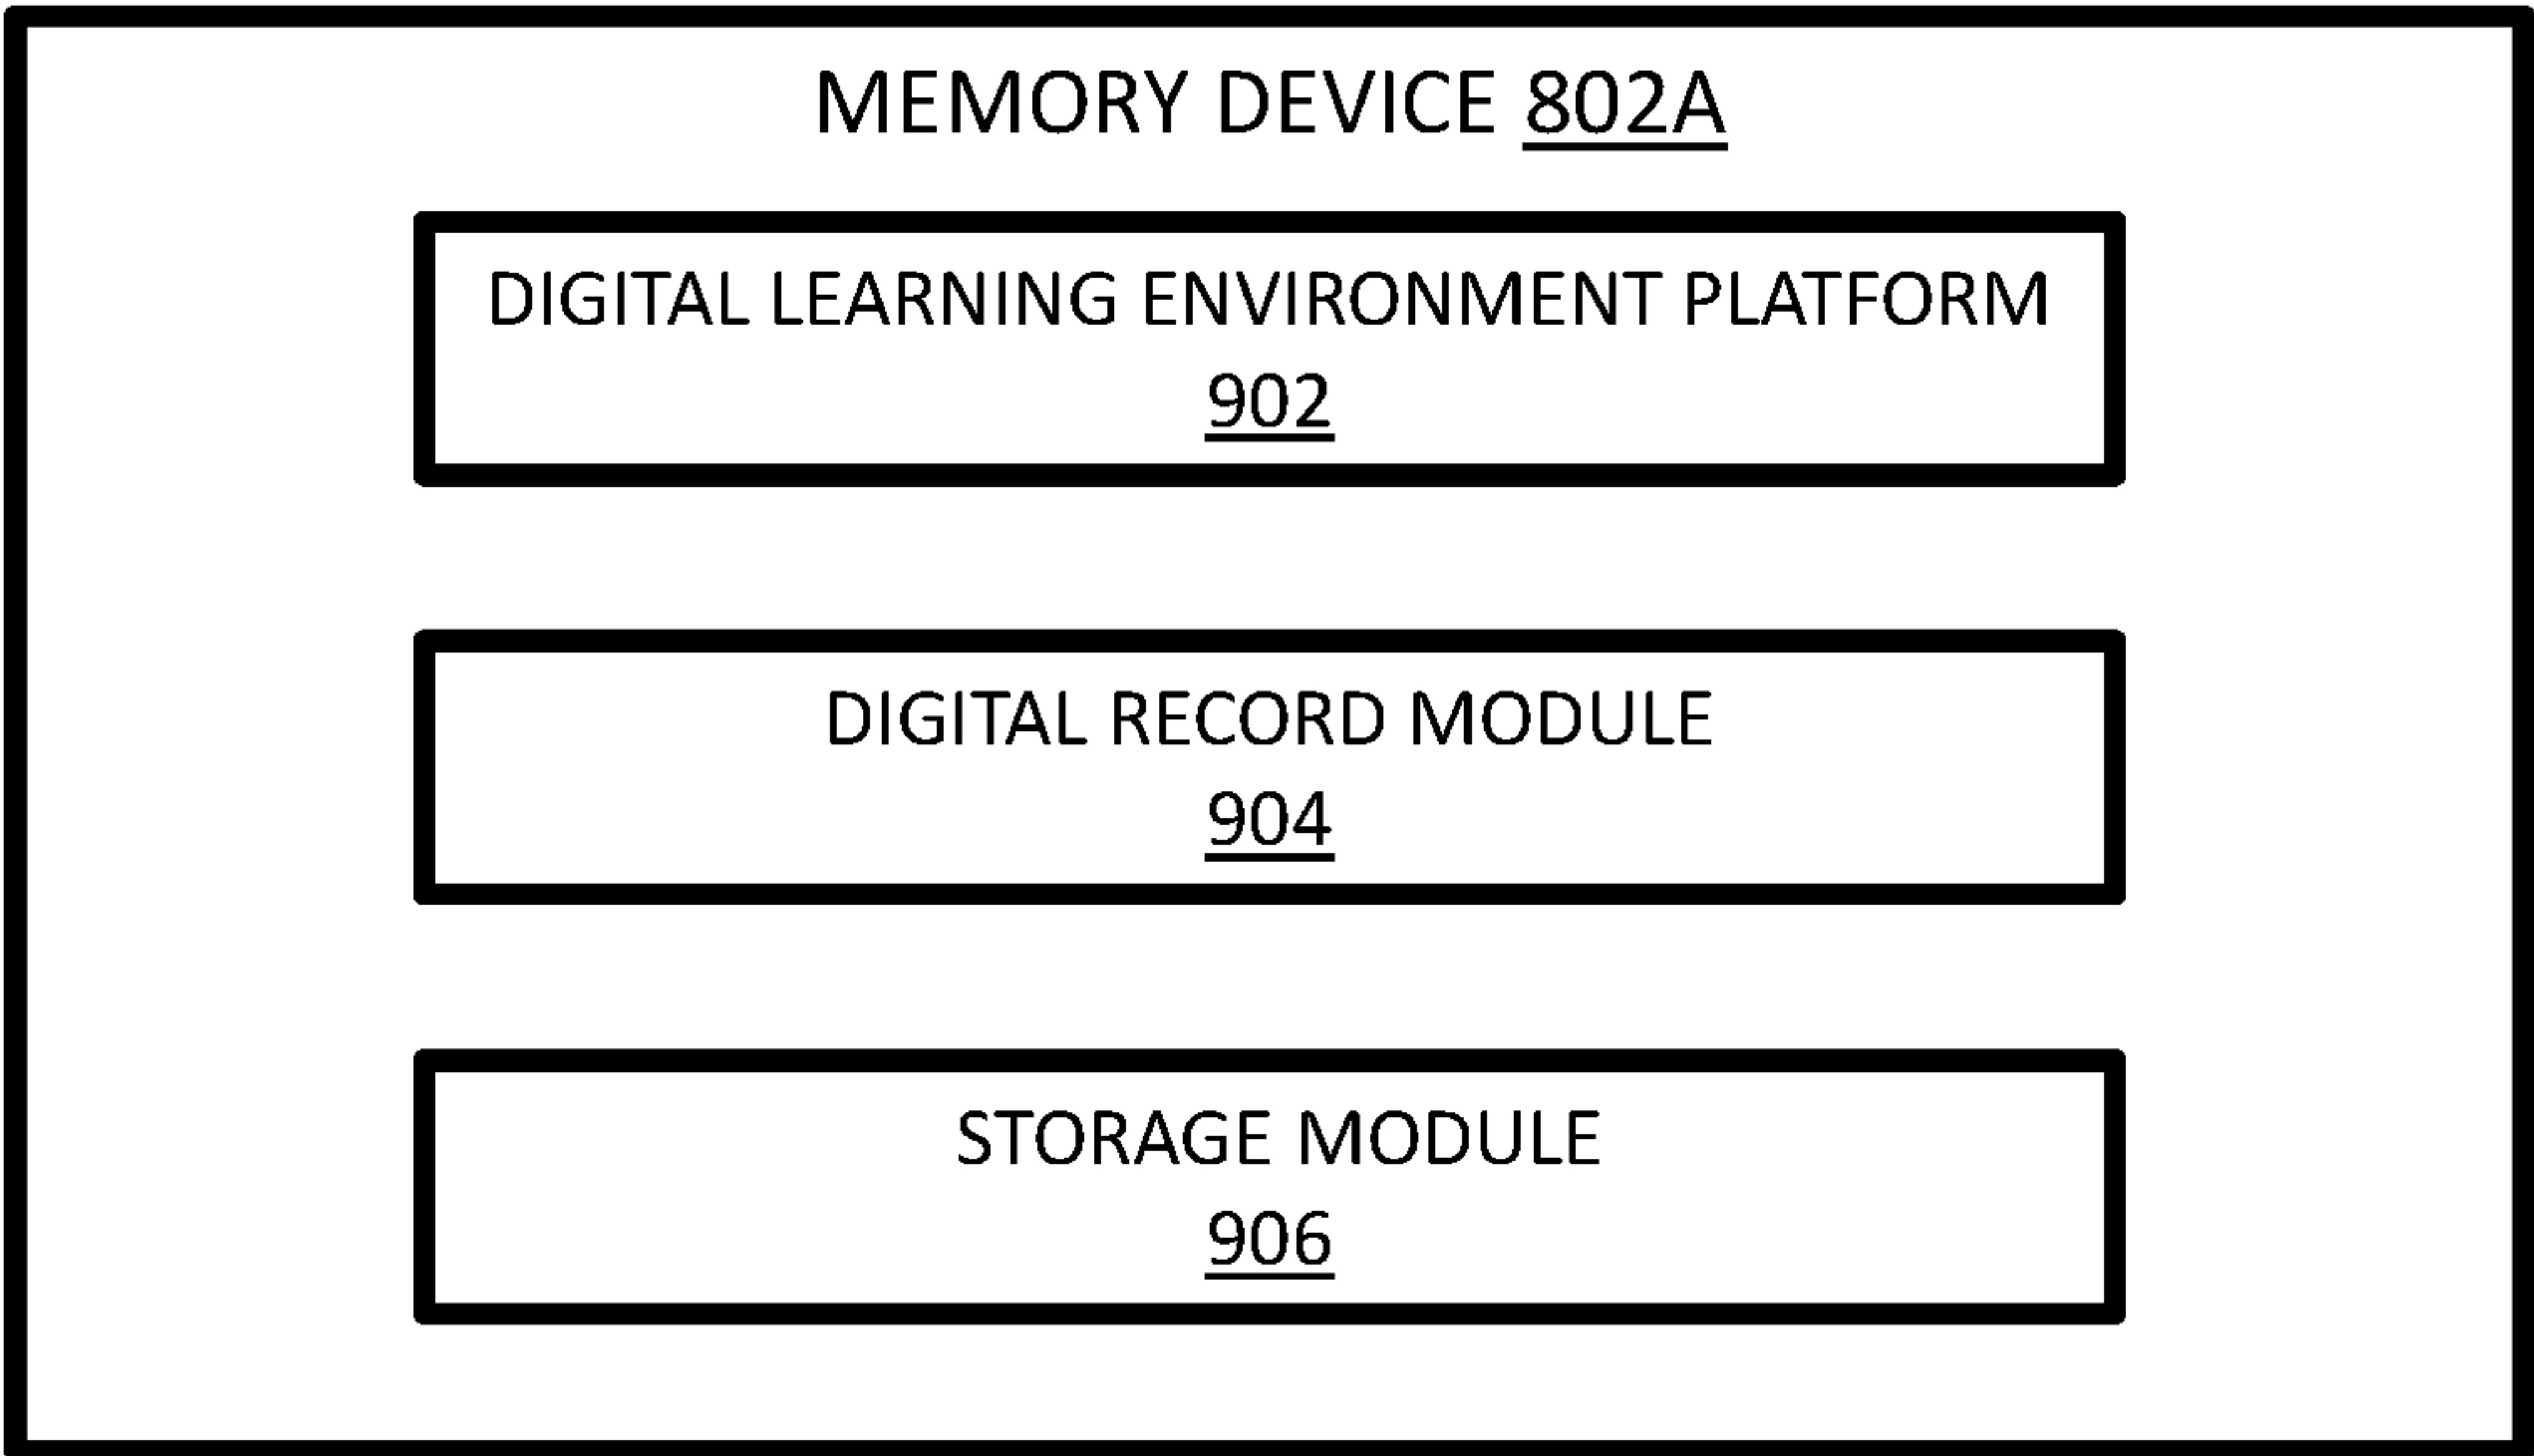 MEMORY DEVICE 802A
DIGITAL LEARNING ENVIRONMENT PLATFORM
902
DIGITAL RECORD MODULE
904
STORAGE MODULE
906